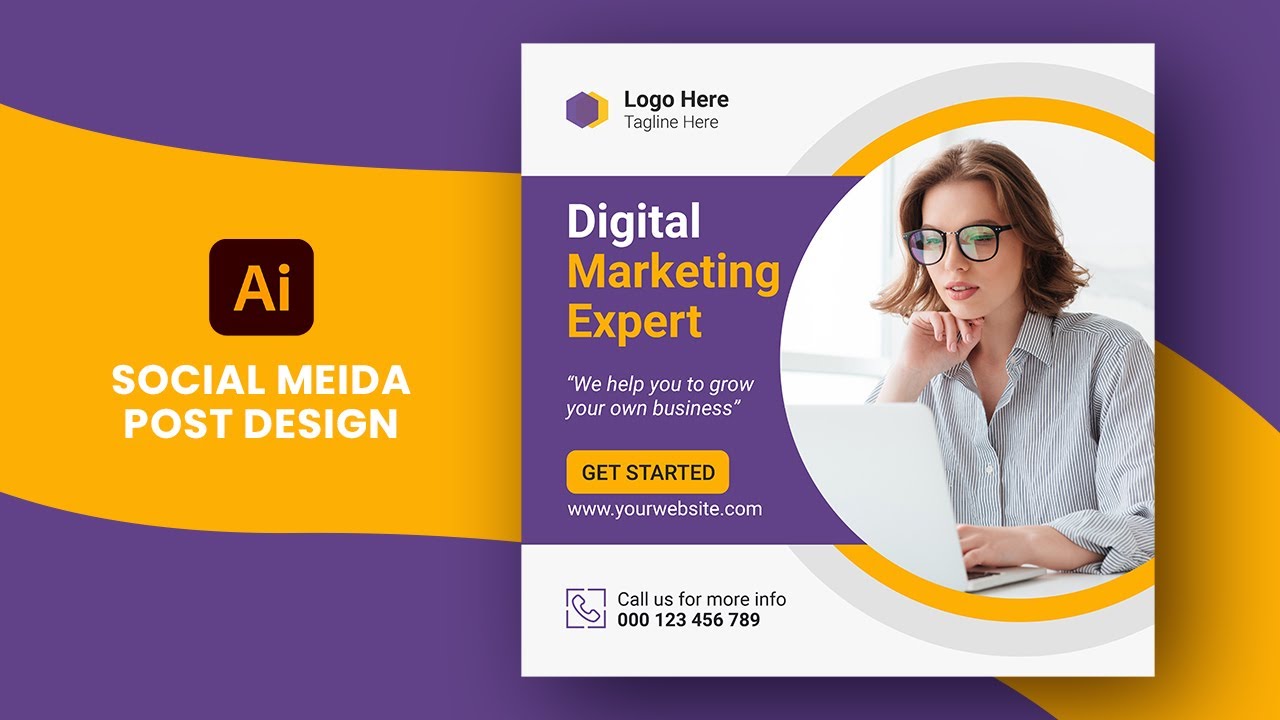 Ai
SOCIAL MEIDA
POST DESIGN
Logo Here
Tagline Here
Digital
Marketing
Expert
“We help you to grow
your own business”
GET STARTED
www.yourwebsite.com
Call us for more info
000 123 456 789